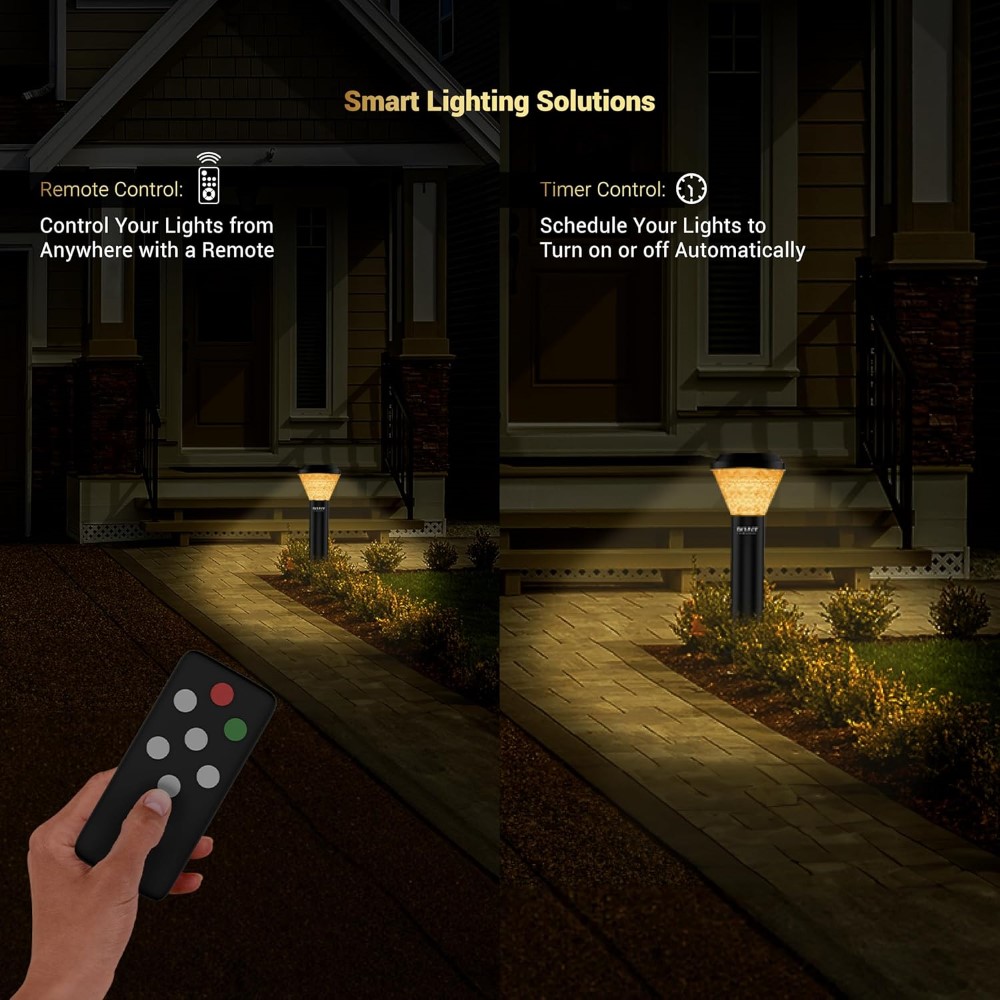 Smart Lighting Solutions
Remote Control:
Control Your Lights from
Anywhere with a Remote
Timer Control:
Schedule Your Lights to
Turn on or off Automatically